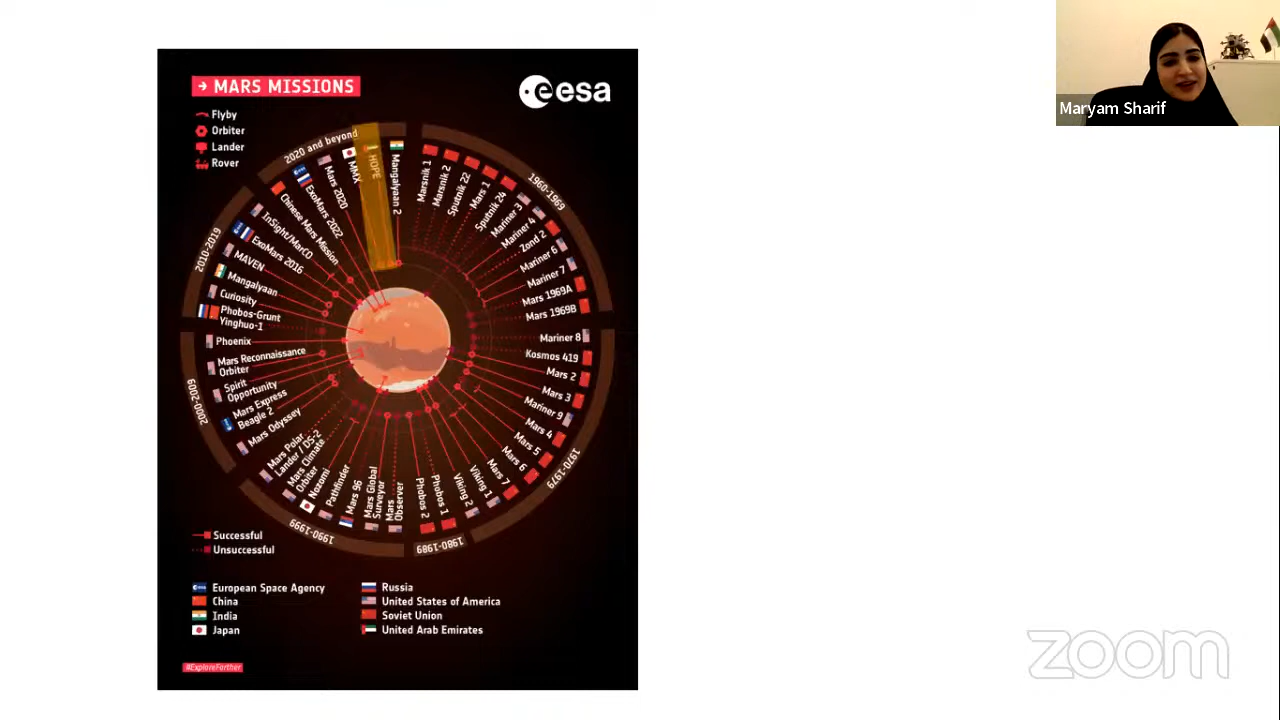 → MARS MISSIONS
esa
Maryam Sharif
Flyby
Orbiter
Lander
Rover
2020 and beyond
1960-1969
1970-1979
1980-1989
1990-1999
2000-2009
2010-2019
Marsnik 1
Marsnik 2
Sputnik 22
Mars 1
Sputnik 24
Mariner 3
Mariner 4
Zond 2
Mariner 6
Mariner 7
Mars 1969A
Mars 1969B
Mariner 8
Kosmos 419
Mars 2
Mars 3
Mariner 9
Mars 4
Mars 5
Mars 6
Mars 7
Viking 1
Viking 2
Phobos 1
Phobos 2
Mars
Observer
Mars Global
Surveyor
Mars 96
Pathfinder
Nozomi
Mars Climate
Orbiter
Mars Polar
Lander / DS-2
Mars Odyssey
Mars Express
Beagle 2
Spirit
Opportunity
Mars Reconnaissance
Orbiter
Phoenix
Phobos-Grunt
Yinghuo-1
Curiosity
Mangalyaan
MAVEN
ExoMars 2016
InSight/MarCO
Chinese Mars Mission
ExoMars 2022
Mars 2020
MMX
HOPE
Mangalyaan 2
Successful
Unsuccessful
European Space Agency
China
India
Japan
Russia
United States of America
Soviet Union
United Arab Emirates
#ExploreFarther
zoom